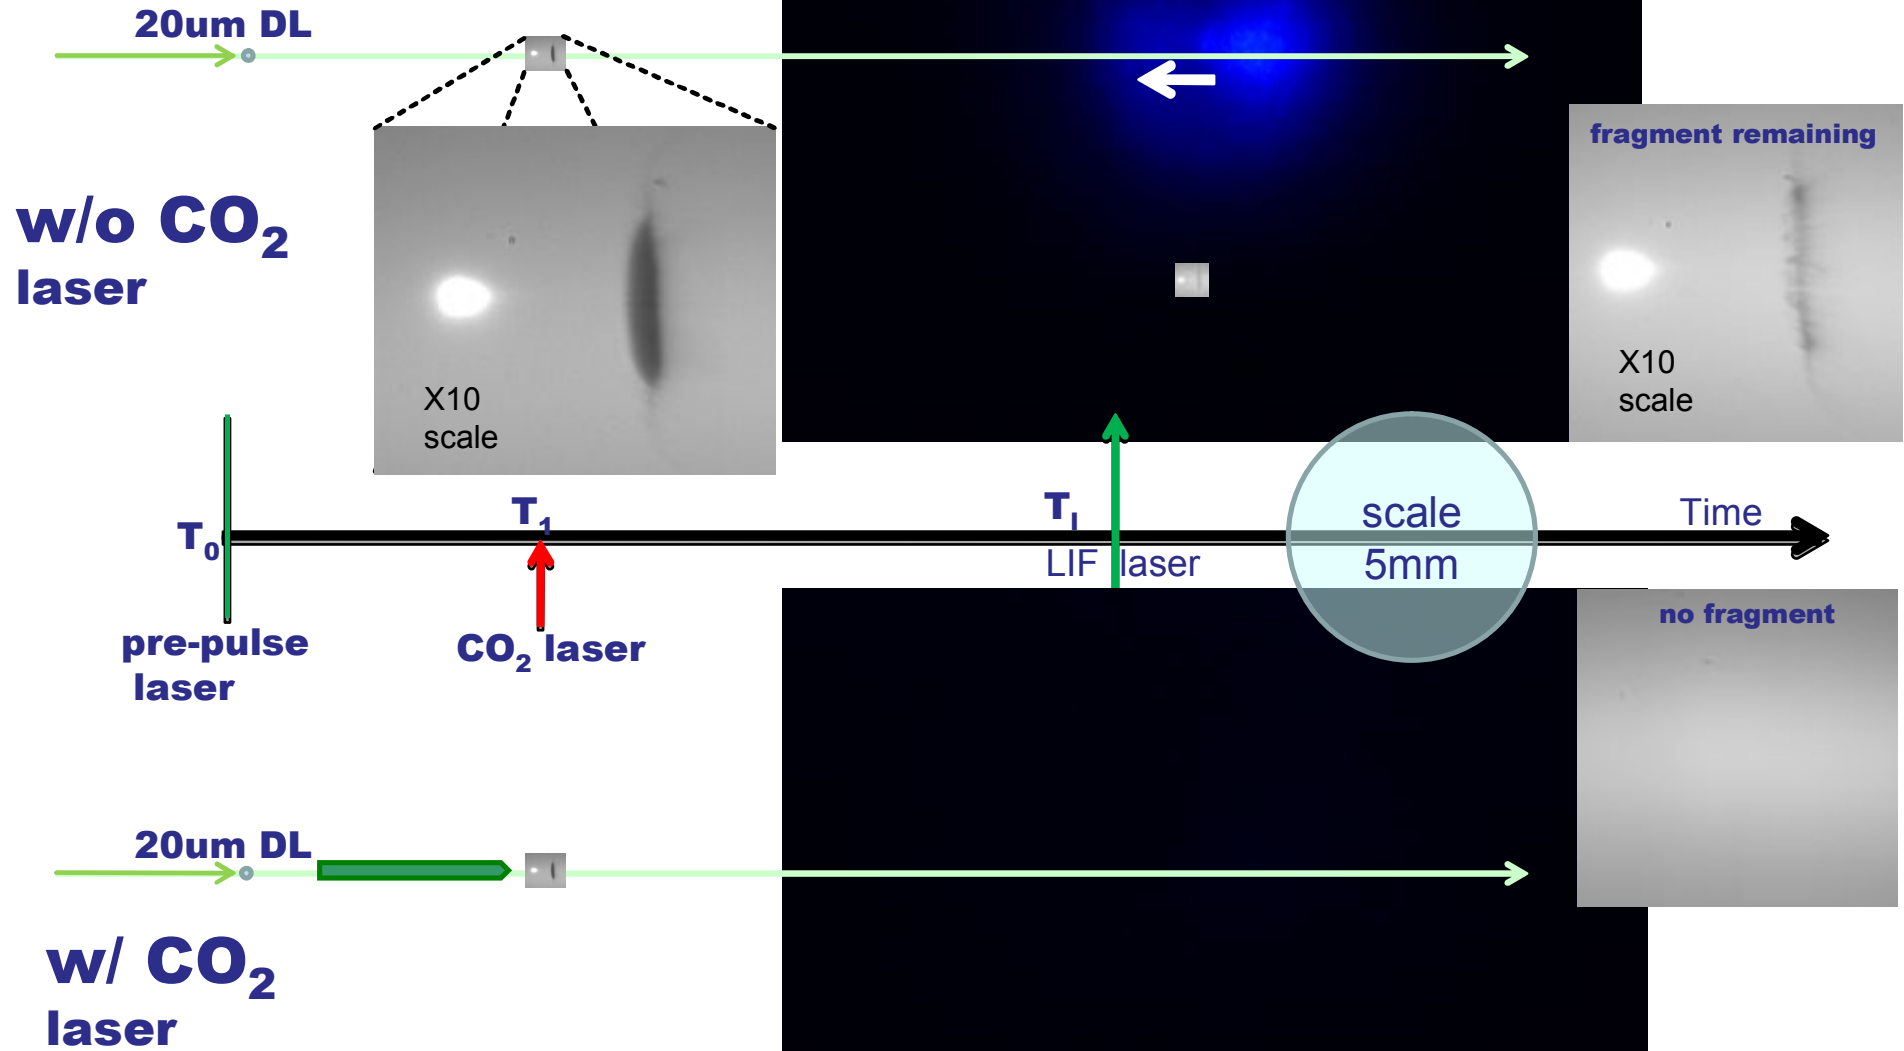 20um DL
w/o CO₂
laser
X10
scale
fragment remaining
X10
scale
T₀
T₁
Tₗ
LIF laser
scale
5mm
Time
pre-pulse
laser
CO₂ laser
no fragment
20um DL
w/ CO₂
laser